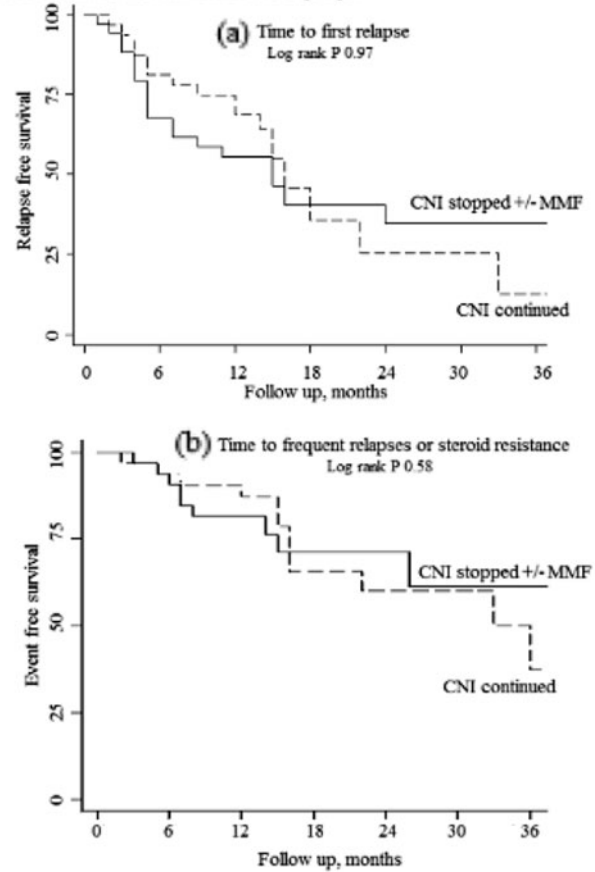 (a) Time to first relapse
Log rank P 0.97
100
75
50
25
0
Relapse free survival
CNI stopped +/- MMF
CNI continued
0 6 12 18 24 30 36
Follow up, months
(b) Time to frequent relapses or steroid resistance
Log rank P 0.58
100
75
50
25
0
Event free survival
CNI stopped +/- MMF
CNI continued
0 6 12 18 24 30 36
Follow up, months